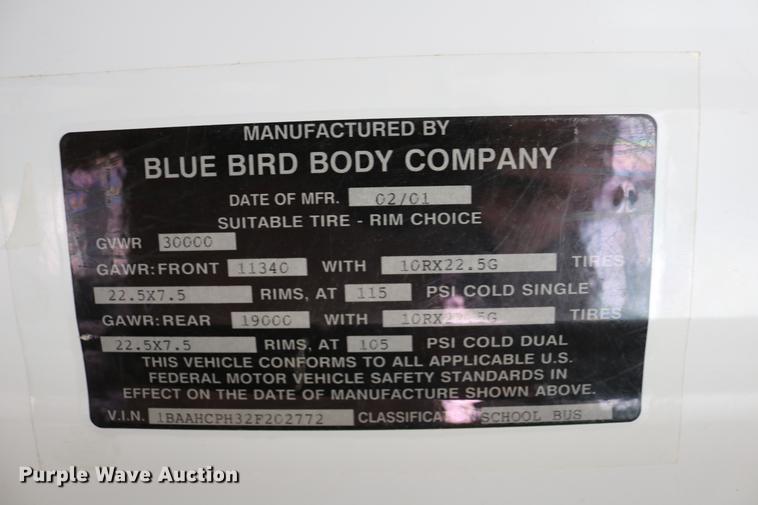 MANUFACTURED BY
BLUE BIRD BODY COMPANY
DATE OF MFR. 02/01
SUITABLE TIRE - RIM CHOICE
GVWR 30000
GAWR: FRONT 11340 WITH 10RX22.5G TIRES
22.5X7.5 RIMS, AT 115 PSI COLD SINGLE
GAWR: REAR 19000 WITH 10RX22.5G TIRES
22.5X7.5 RIMS, AT 105 PSI COLD DUAL
THIS VEHICLE CONFORMS TO ALL APPLICABLE U.S.
FEDERAL MOTOR VEHICLE SAFETY STANDARDS IN
EFFECT ON THE DATE OF MANUFACTURE SHOWN ABOVE.
V.I.N. 1BAAHCPH32F202772 CLASSIFICATION SCHOOL BUS
Purple Wave Auction